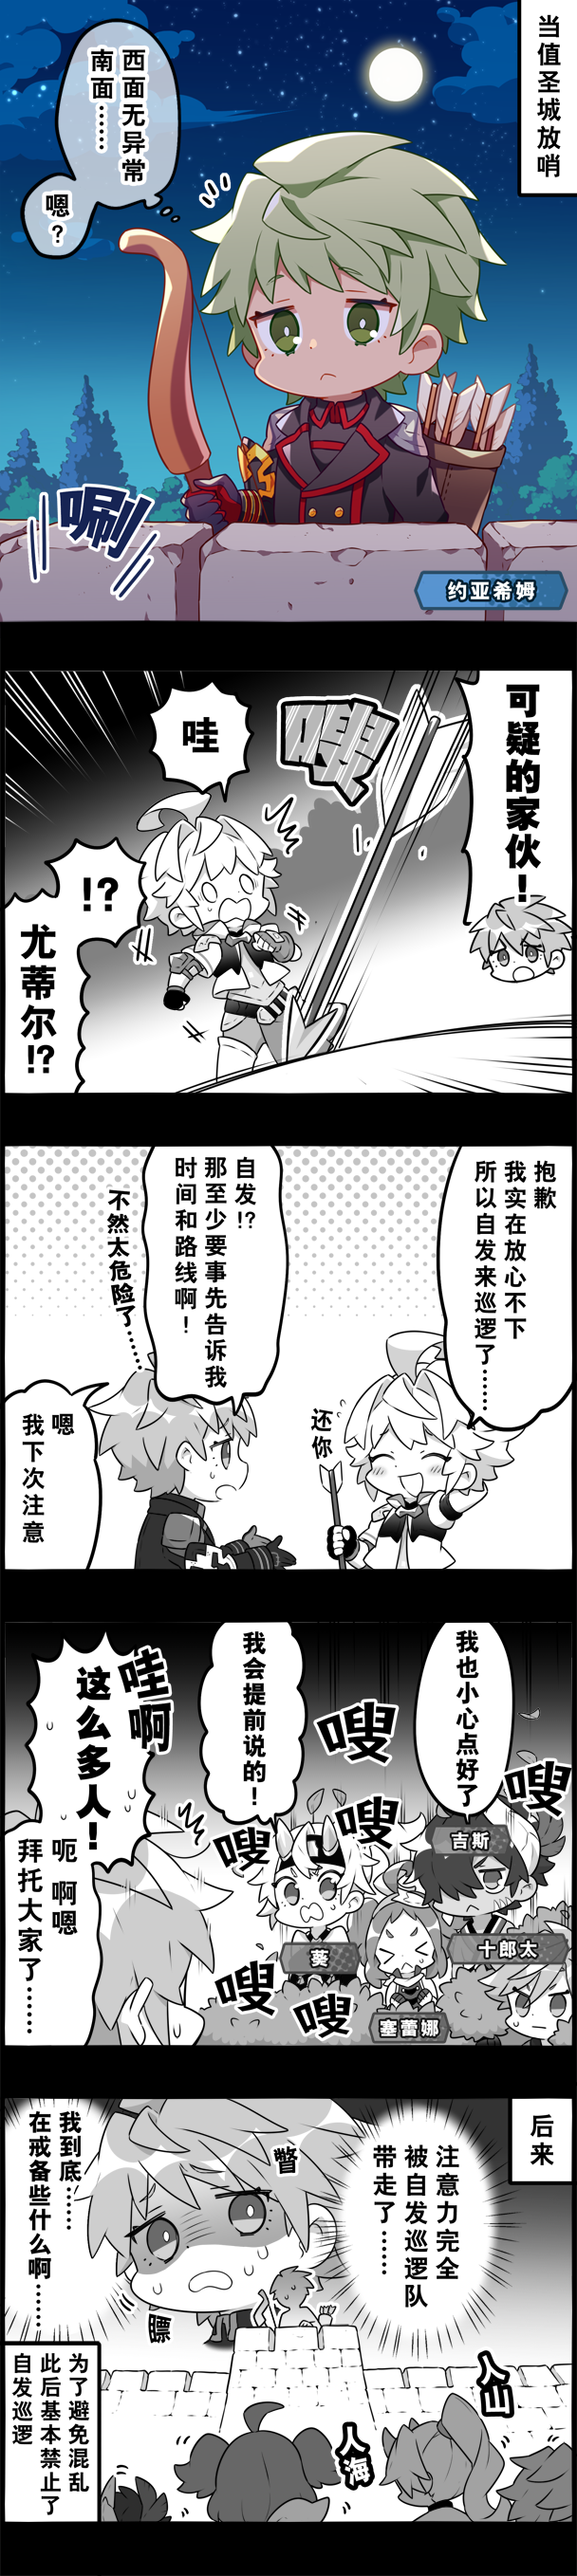 当值圣城放哨
西面无异常
南面……
嗯?
唰
约亚希姆
可疑的家伙!
嗖
哇
!?
尤蒂尔!?
抱歉
我实在放心不下
所以自发来巡逻了……
还你
自发!?
那至少要事先告诉我
时间和路线啊!
不然太危险了……
嗯
我下次注意
我也小心点好了
嗖
吉斯
十郎太
嗖
我会提前说的!
嗖
嗖
葵
塞蕾娜
嗖
嗖
哇啊
这么多人!
呃 啊嗯
拜托大家了……
后来
注意力完全
被自发巡逻队
带走了……
瞥
瞟
我到底……
在戒备些什么啊……
人山
人海
为了避免混乱
此后基本禁止了
自发巡逻